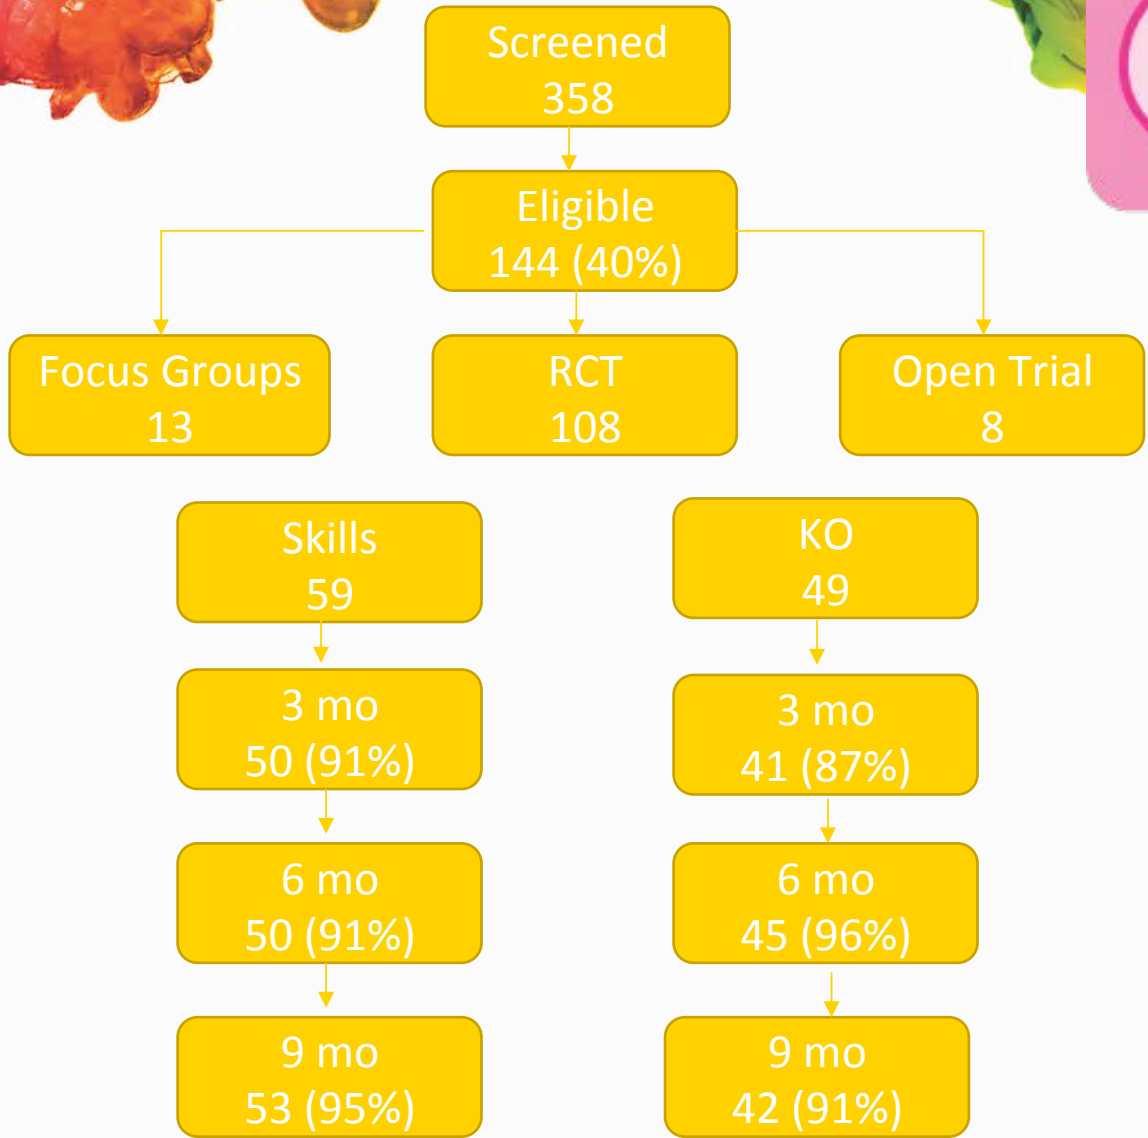 Screened
358
Eligible
144 (40%)
Focus Groups
13
RCT
108
Open Trial
8
Skills
59
KO
49
3 mo
50 (91%)
3 mo
41 (87%)
6 mo
50 (91%)
6 mo
45 (96%)
9 mo
53 (95%)
9 mo
42 (91%)